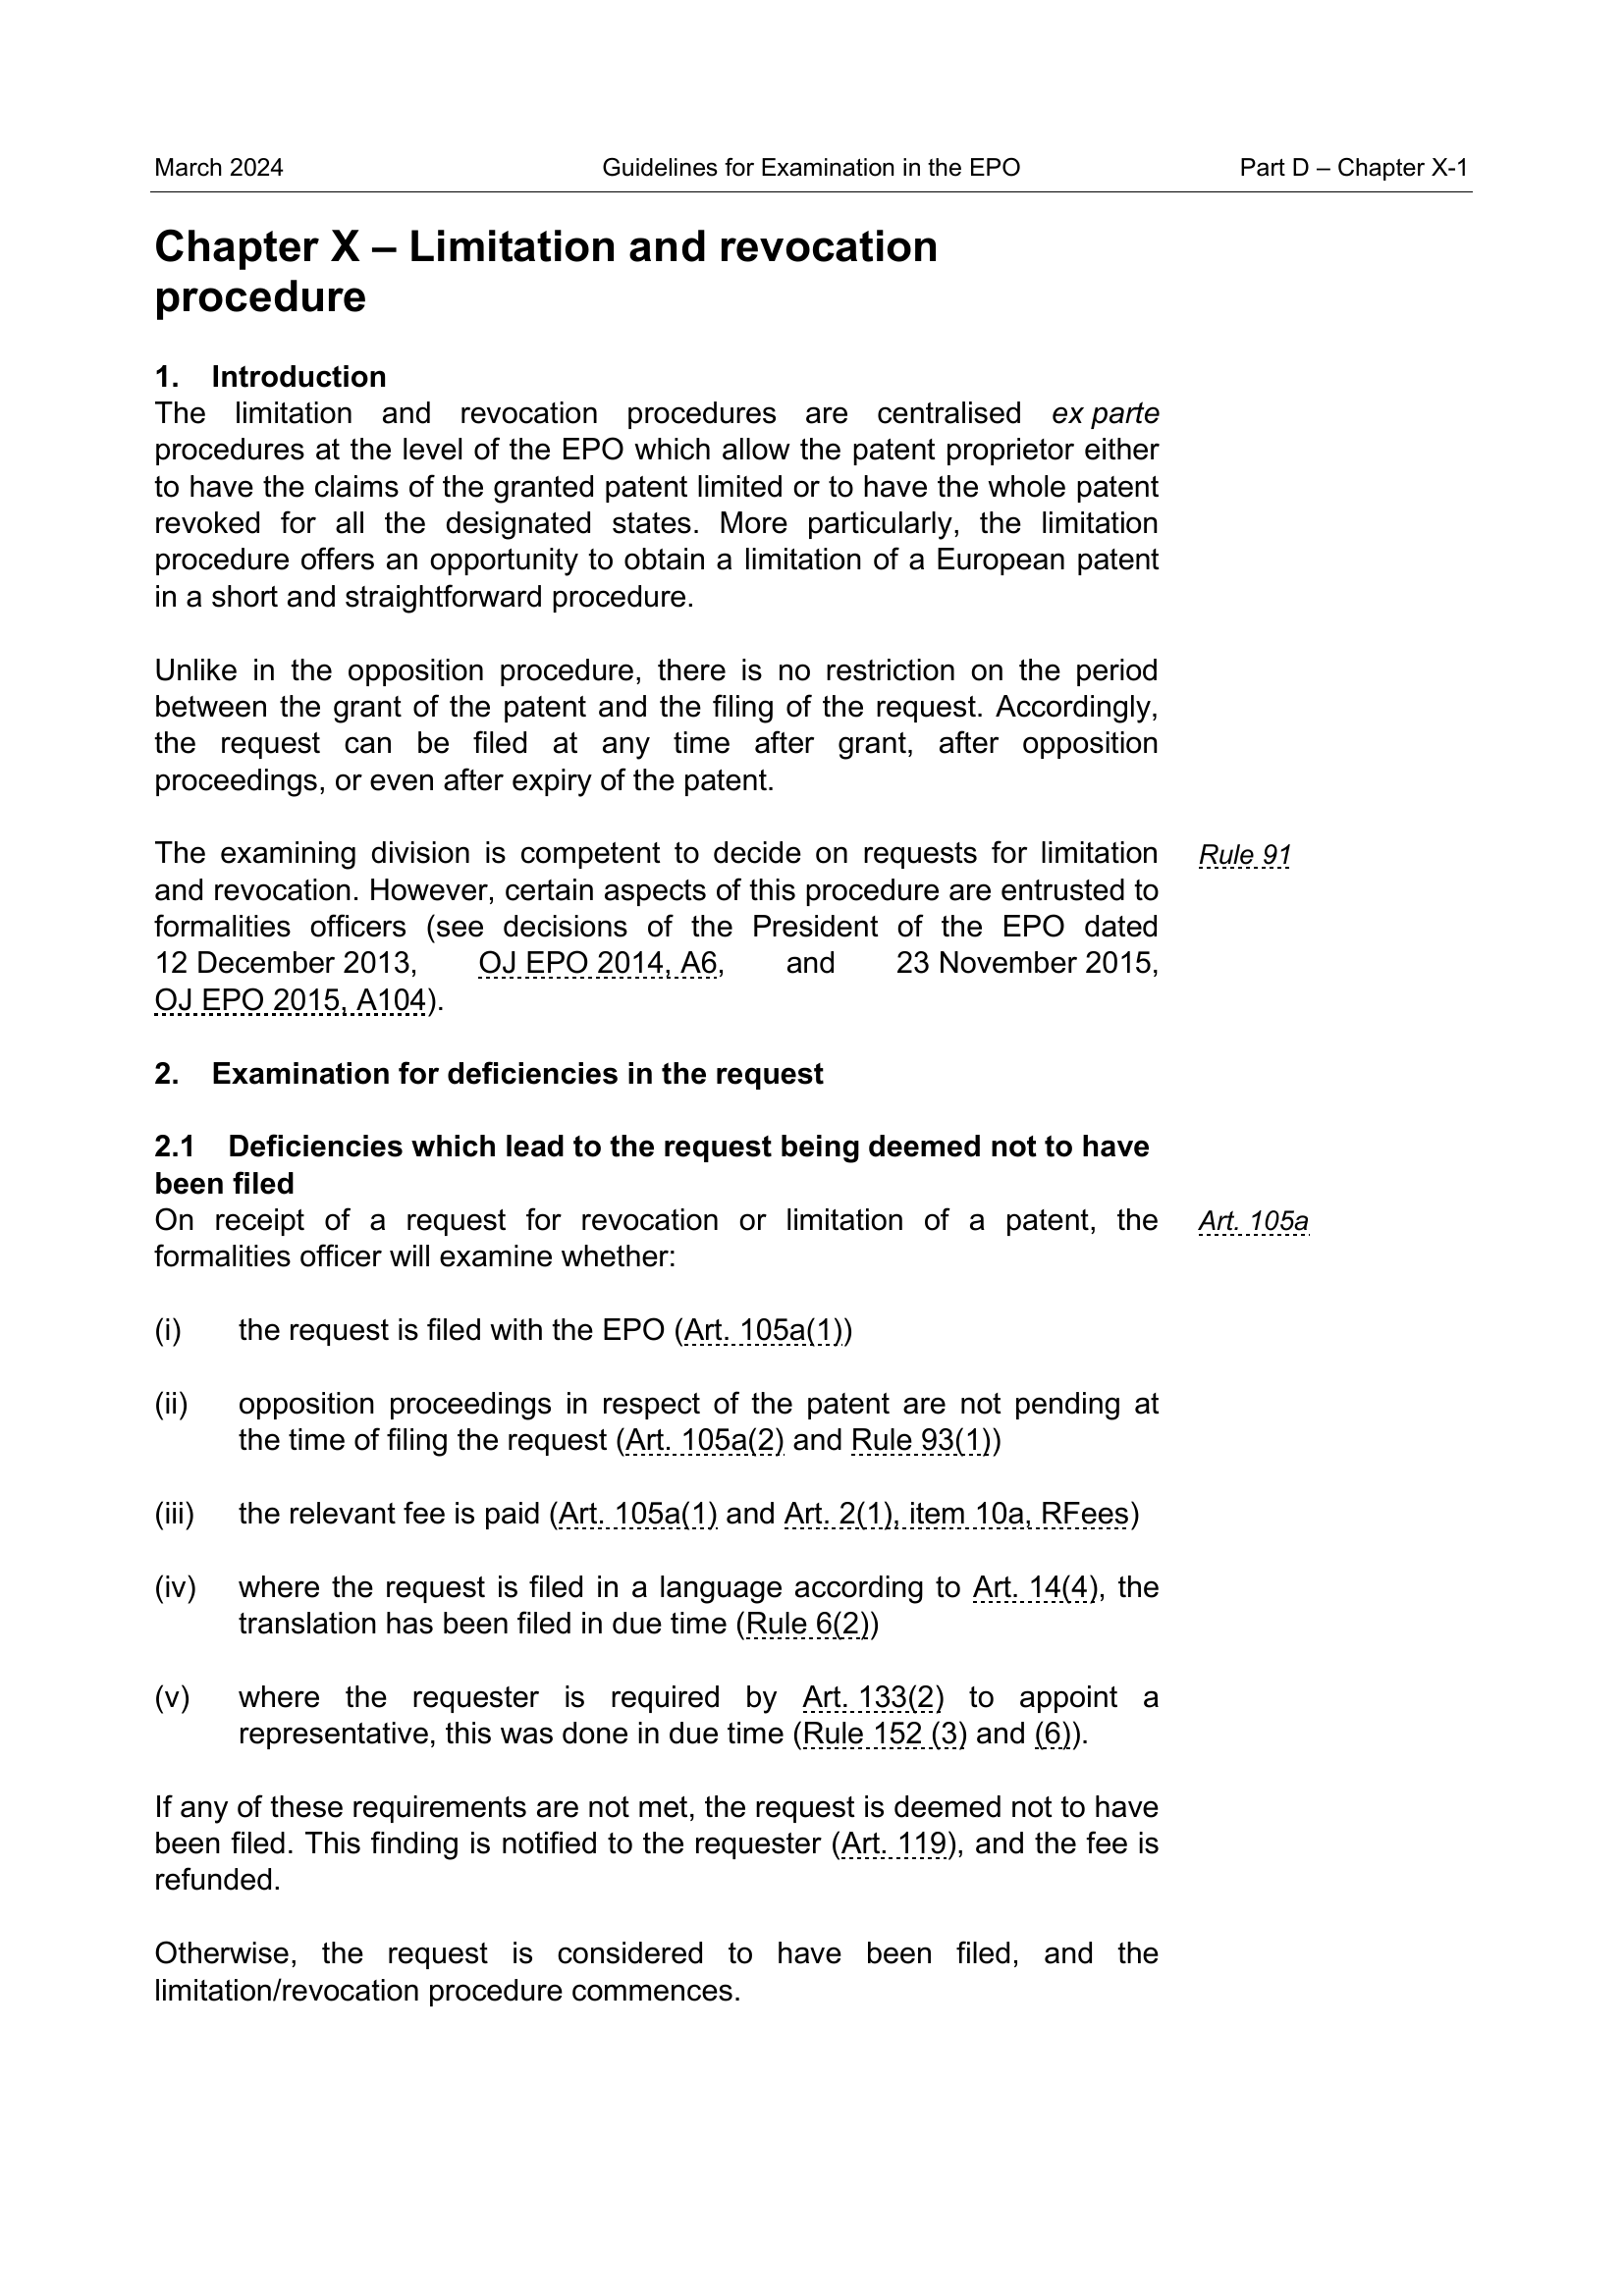 March 2024 Guidelines for Examination in the EPO Part D – Chapter X-1
Chapter X – Limitation and revocation
procedure
1. Introduction
The limitation and revocation procedures are centralised ex parte
procedures at the level of the EPO which allow the patent proprietor either
to have the claims of the granted patent limited or to have the whole patent
revoked for all the designated states. More particularly, the limitation
procedure offers an opportunity to obtain a limitation of a European patent
in a short and straightforward procedure.
Unlike in the opposition procedure, there is no restriction on the period
between the grant of the patent and the filing of the request. Accordingly,
the request can be filed at any time after grant, after opposition
proceedings, or even after expiry of the patent.
The examining division is competent to decide on requests for limitation Rule 91
and revocation. However, certain aspects of this procedure are entrusted to
formalities officers (see decisions of the President of the EPO dated
12 December 2013, OJ EPO 2014, A6, and 23 November 2015,
OJ EPO 2015, A104).
2. Examination for deficiencies in the request
2.1 Deficiencies which lead to the request being deemed not to have
been filed
On receipt of a request for revocation or limitation of a patent, the Art. 105a
formalities officer will examine whether:
(i) the request is filed with the EPO (Art. 105a(1))
(ii) opposition proceedings in respect of the patent are not pending at
the time of filing the request (Art. 105a(2) and Rule 93(1))
(iii) the relevant fee is paid (Art. 105a(1) and Art. 2(1), item 10a, RFees)
(iv) where the request is filed in a language according to Art. 14(4), the
translation has been filed in due time (Rule 6(2))
(v) where the requester is required by Art. 133(2) to appoint a
representative, this was done in due time (Rule 152 (3) and (6)).
If any of these requirements are not met, the request is deemed not to have
been filed. This finding is notified to the requester (Art. 119), and the fee is
refunded.
Otherwise, the request is considered to have been filed, and the
limitation/revocation procedure commences.